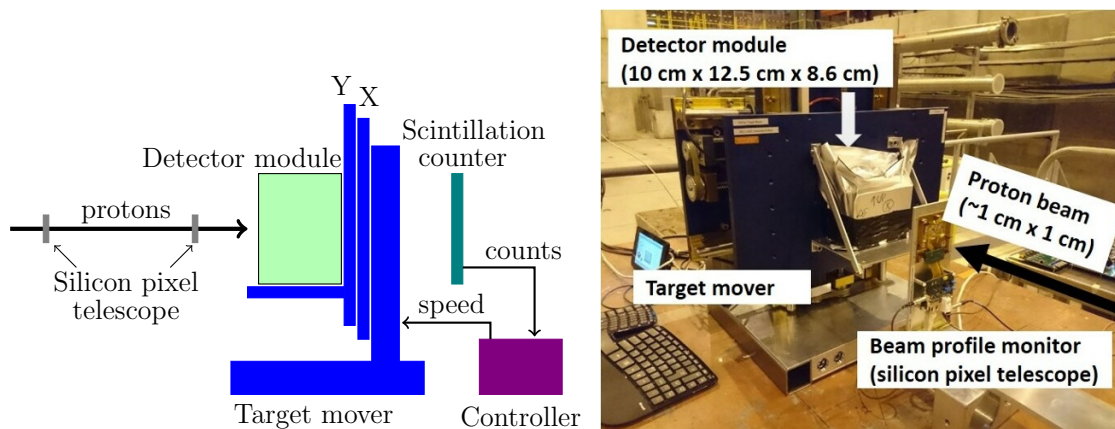 Y
X
Detector module
Scintillation
counter
protons
Silicon pixel
telescope
counts
speed
Target mover
Controller
Detector module
(10 cm x 12.5 cm x 8.6 cm)
Proton beam
(~1 cm x 1 cm)
Target mover
Beam profile monitor
(silicon pixel telescope)